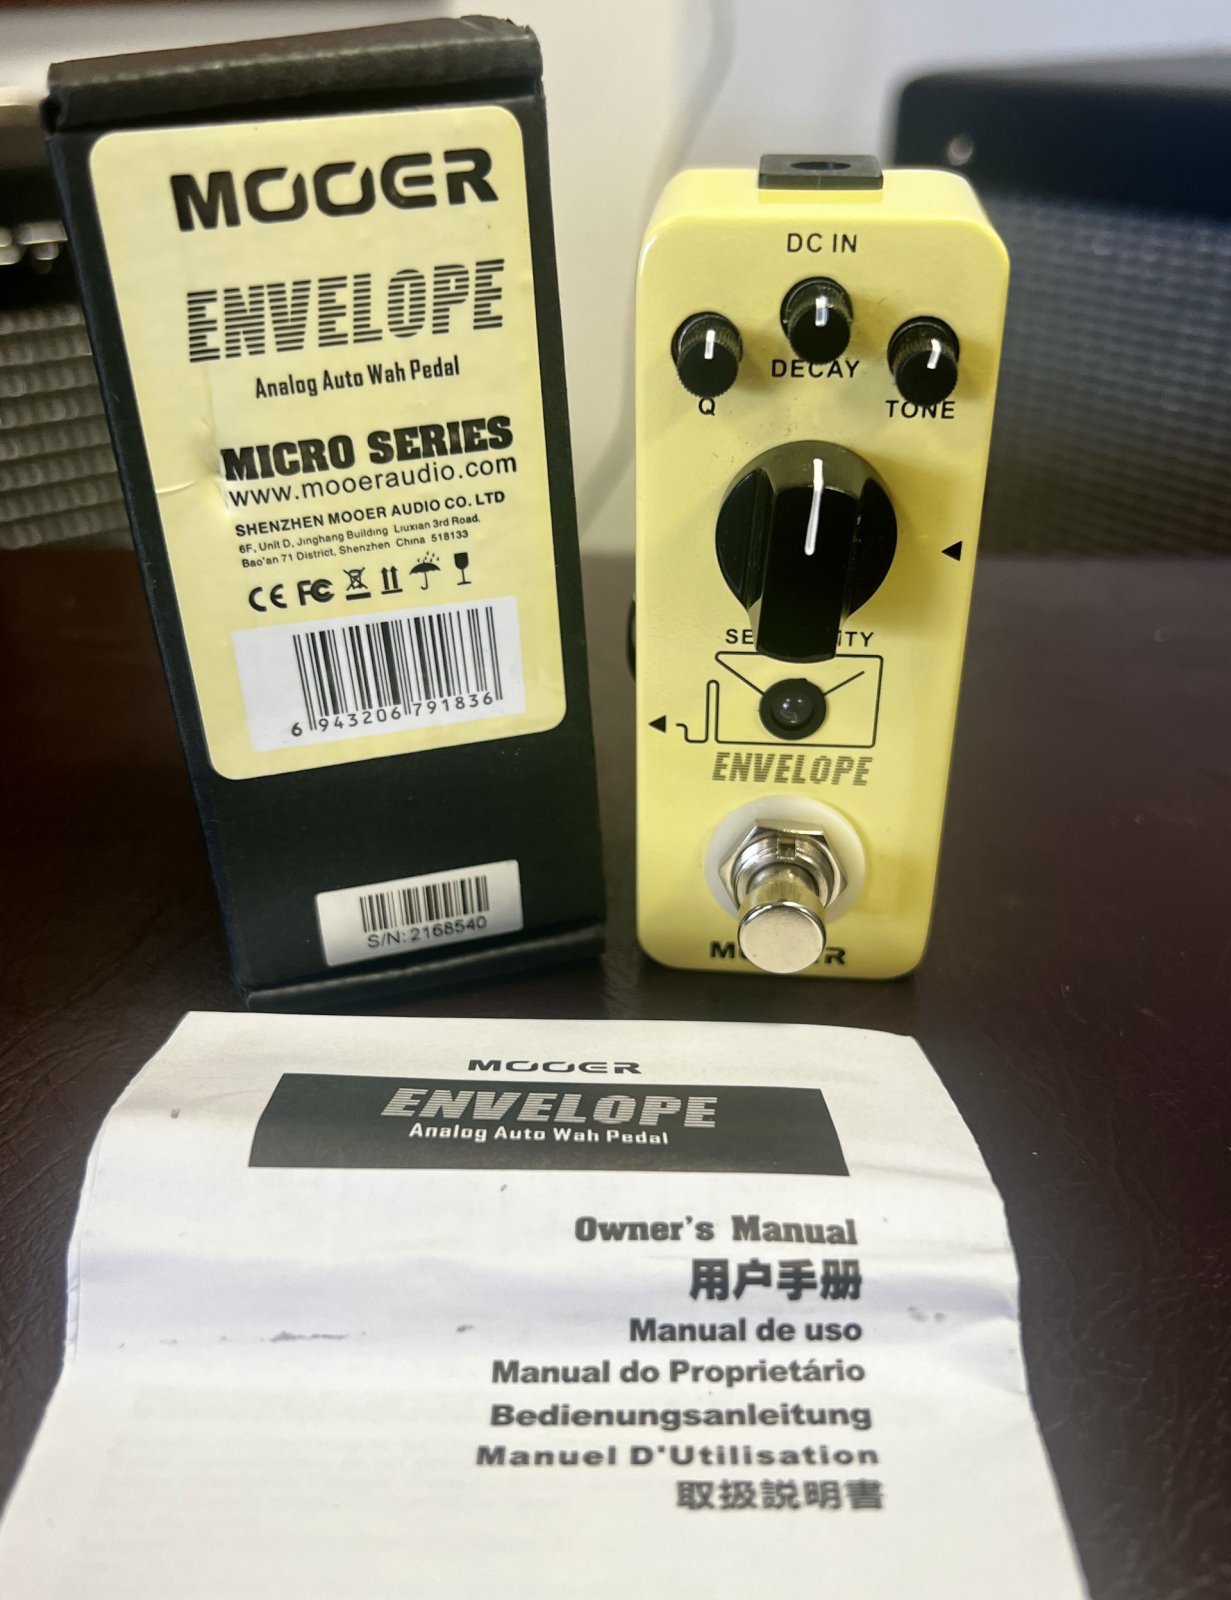 MOOER
ENVELOPE
Analog Auto Wah Pedal
MICRO SERIES
www.mooeraudio.com
SHENZHEN MOOER AUDIO CO. LTD
6F, Unit D, Jinghang Building Liuxian 3rd Road,
Bao'an 71 District, Shenzhen China 518133
CE FC
6 943206 791836
S/N: 2168540
DC IN
DECAY
Q
TONE
ENVELOPE
MOOER
ENVELOPE
Analog Auto Wah Pedal
Owner's Manual
用户手册
Manual de uso
Manual do Proprietário
Bedienungsanleitung
Manuel D'Utilisation
取扱説明書